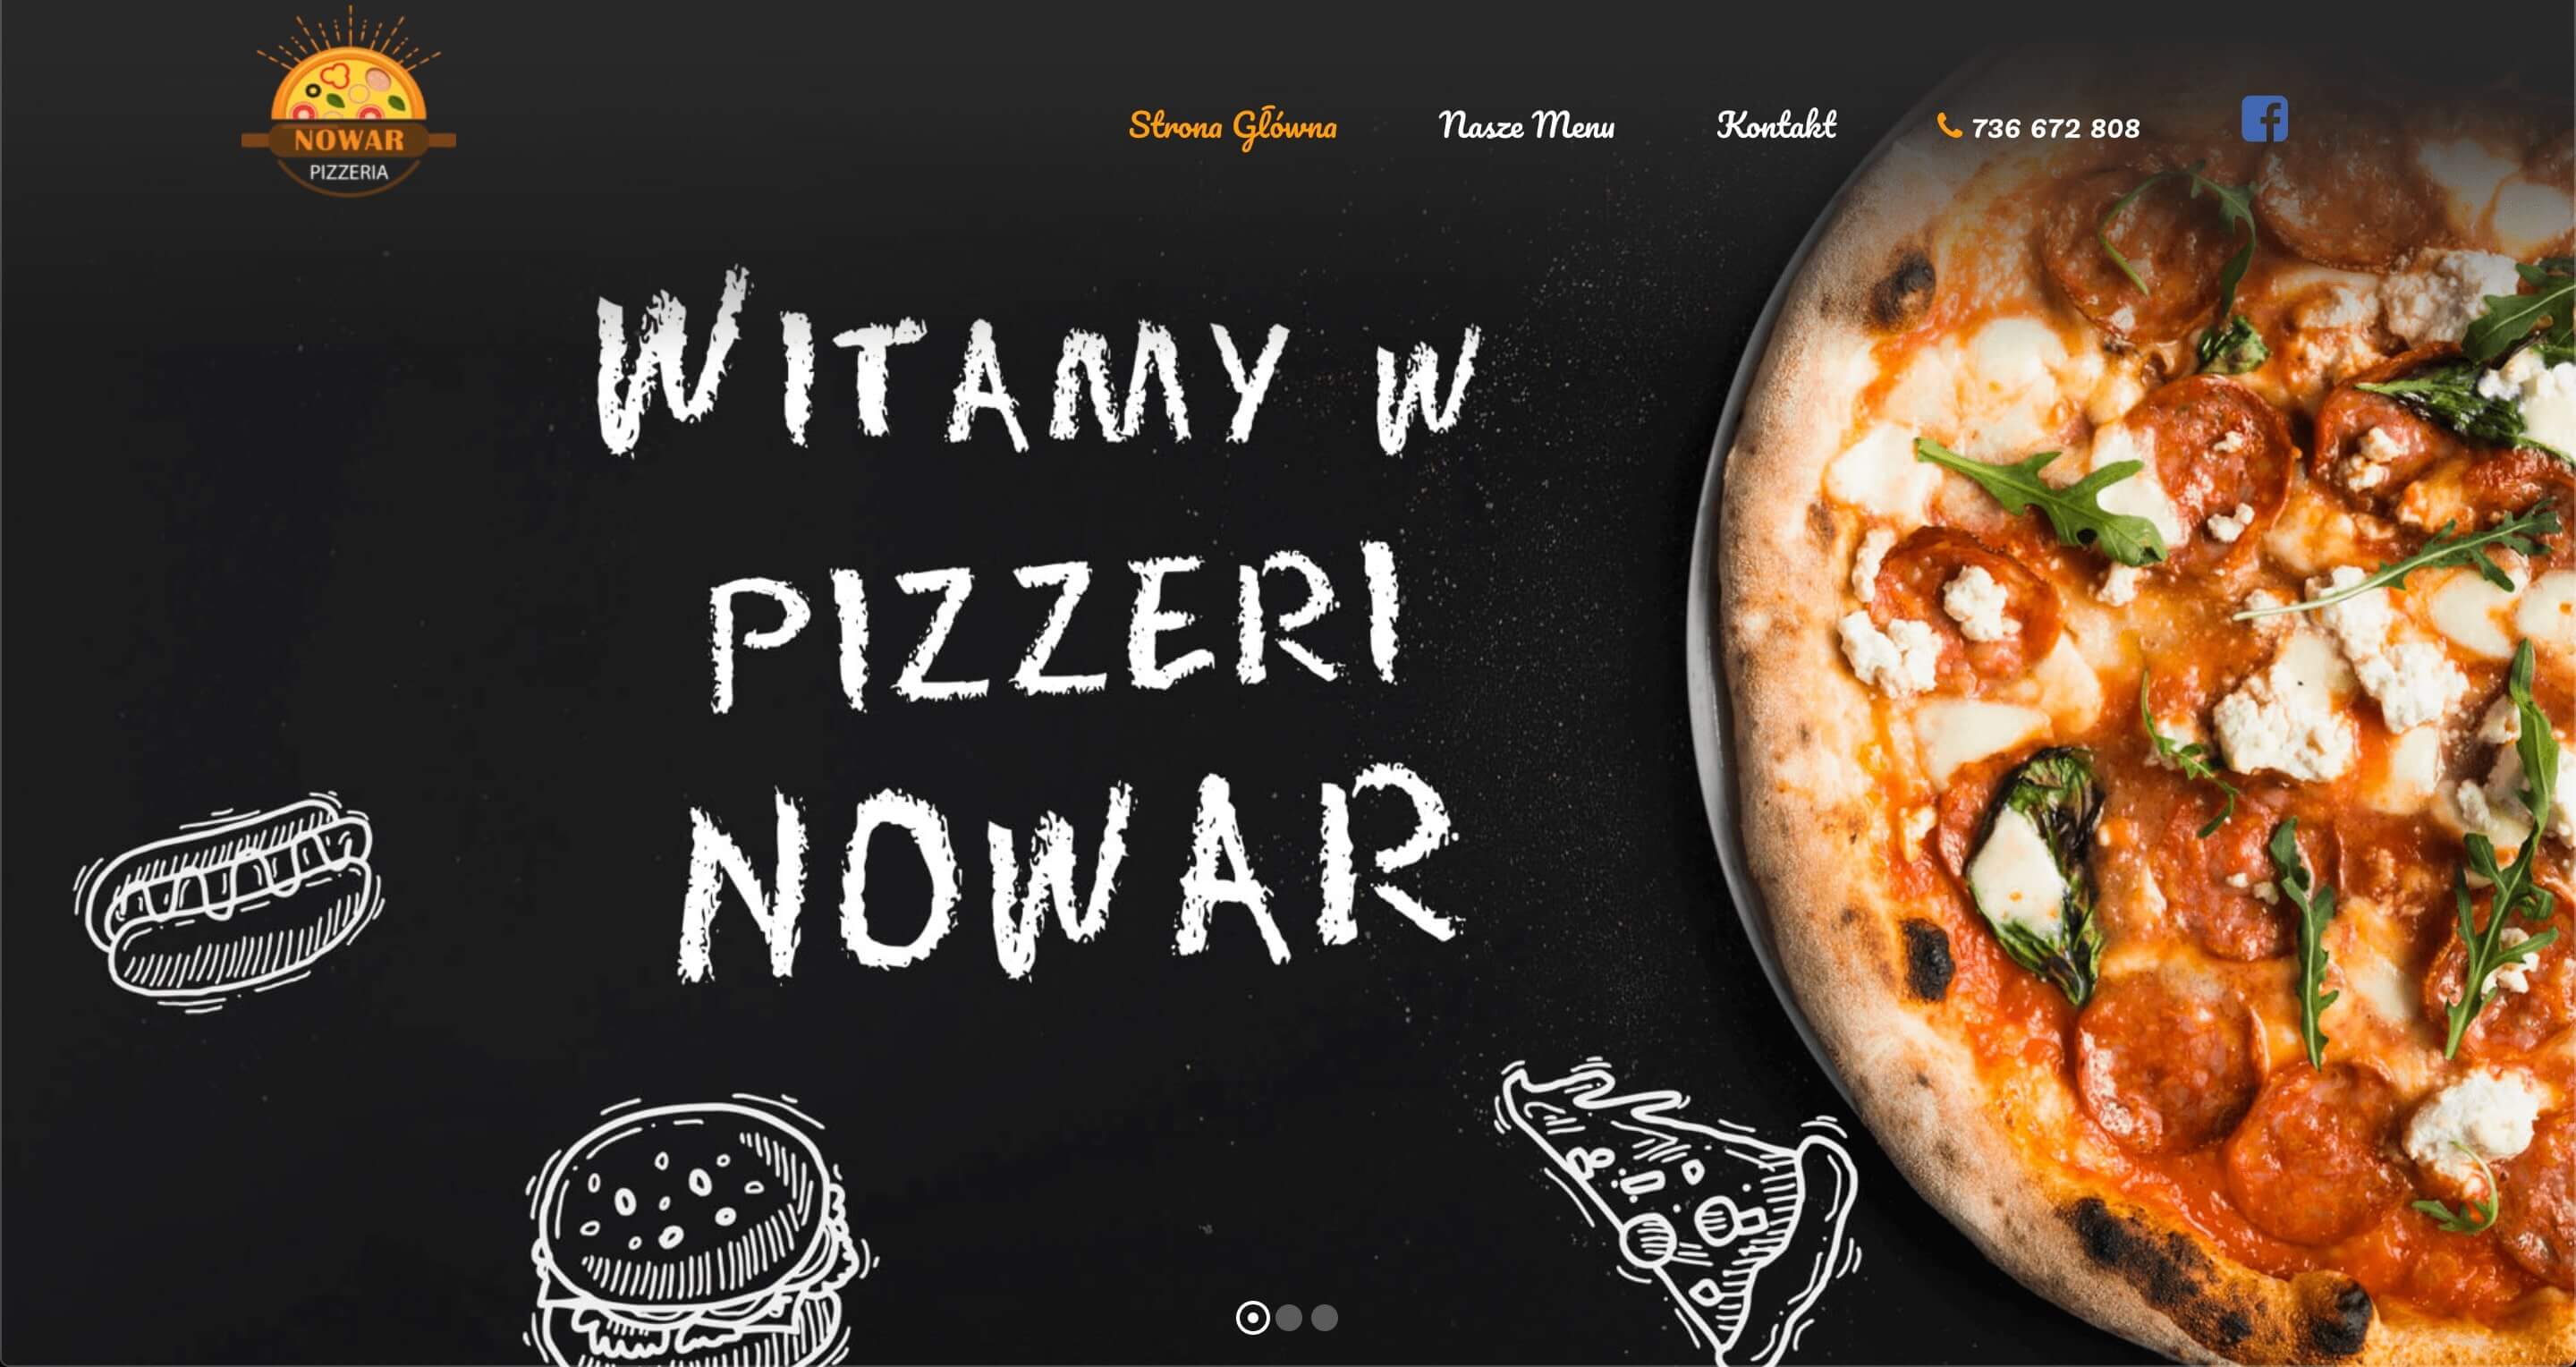 NOWAR
PIZZERIA
Strona Główna
Nasze Menu
Kontakt
736 672 808
WITAMY W
PIZZERI
NOWAR